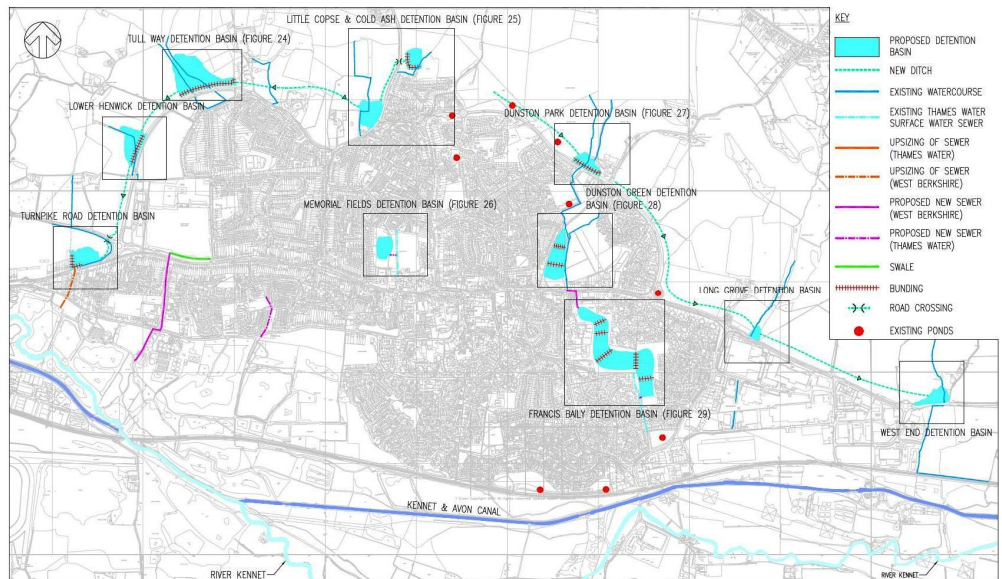 LITTLE COPSE & COLD ASH DETENTION BASIN (FIGURE 25)
TULL WAY DETENTION BASIN (FIGURE 24)
LOWER HENWICK DETENTION BASIN
DUNSTON PARK DETENTION BASIN (FIGURE 27)
TURNPIKE ROAD DETENTION BASIN
MEMORIAL FIELDS DETENTION BASIN (FIGURE 26)
DUNSTON GREEN DETENTION
BASIN (FIGURE 28)
LONG GROVE DETENTION BASIN
FRANCIS BAILY DETENTION BASIN (FIGURE 29)
WEST END DETENTION BASIN
KENNET & AVON CANAL
RIVER KENNET
RIVER KENNET
KEY
PROPOSED DETENTION
BASIN
NEW DITCH
EXISTING WATERCOURSE
EXISTING THAMES WATER
SURFACE WATER SEWER
UPSIZING OF SEWER
(THAMES WATER)
UPSIZING OF SEWER
(WEST BERKSHIRE)
PROPOSED NEW SEWER
(WEST BERKSHIRE)
PROPOSED NEW SEWER
(THAMES WATER)
SWALE
BUNDING
ROAD CROSSING
EXISTING PONDS